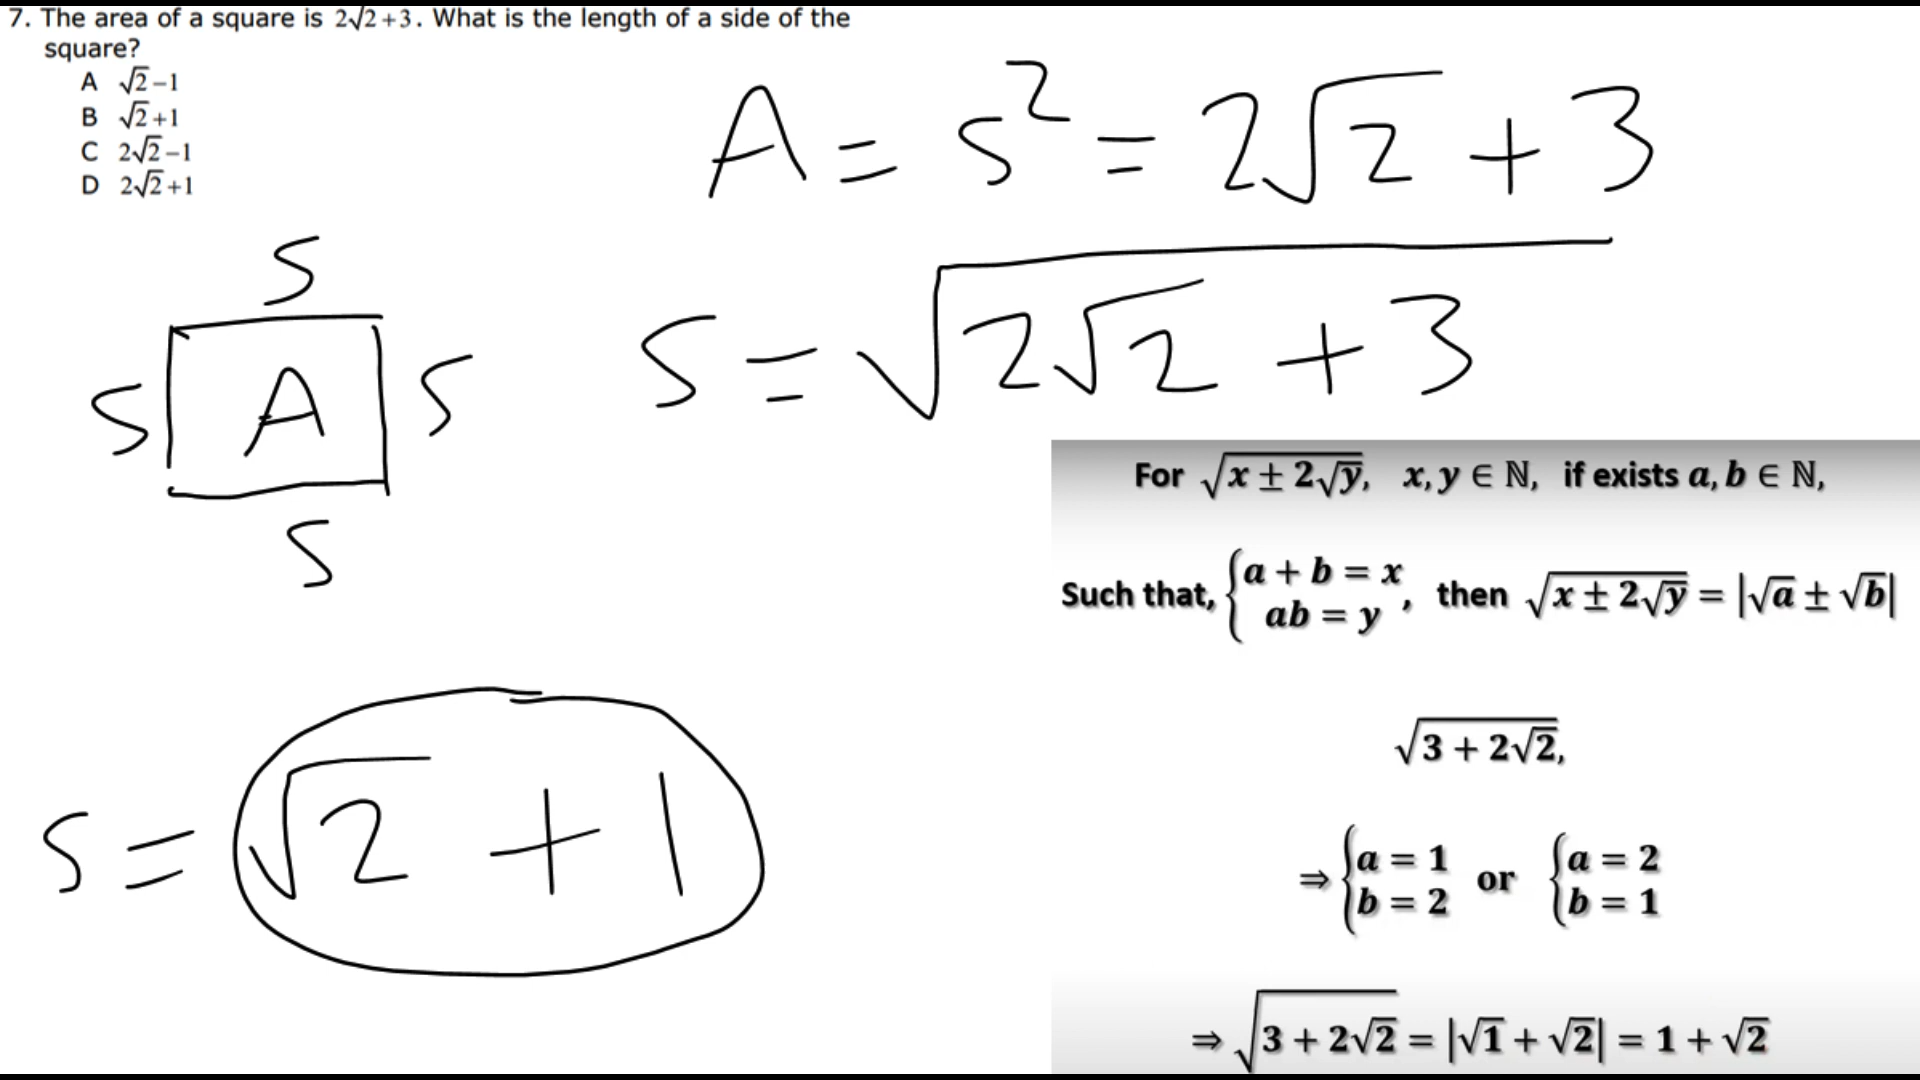 7. The area of a square is 2√2+3. What is the length of a side of the
square?
A √2−1
B √2+1
C 2√2−1
D 2√2+1
A = s² = 2√2 + 3
s = √(2√2 + 3)
S
S A S
S
For √(x ± 2√y), x, y ∈ ℕ, if exists a, b ∈ ℕ,
Such that, {a + b = x, ab = y, then √(x ± 2√y) = |√a ± √b|
√(3 + 2√2),
⇒ {a = 1 b = 2 or {a = 2 b = 1
⇒ √(3 + 2√2) = |√1 + √2| = 1 + √2
s = √2 + 1